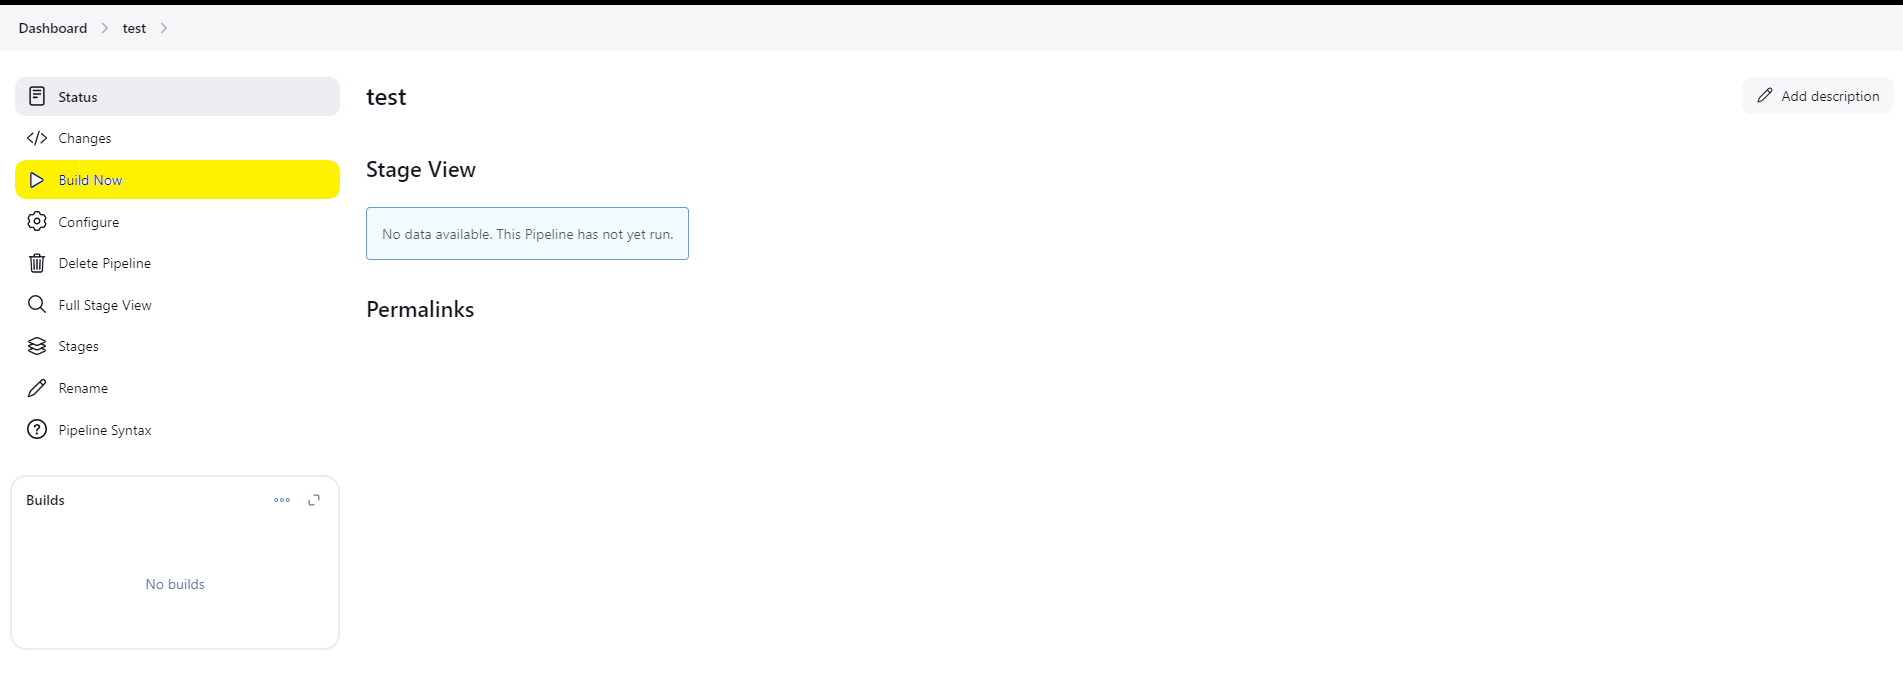 Dashboard
test
Status
Changes
Build Now
Configure
Delete Pipeline
Full Stage View
Stages
Rename
Pipeline Syntax
Builds
No builds
test
Add description
Stage View
No data available. This Pipeline has not yet run.
Permalinks